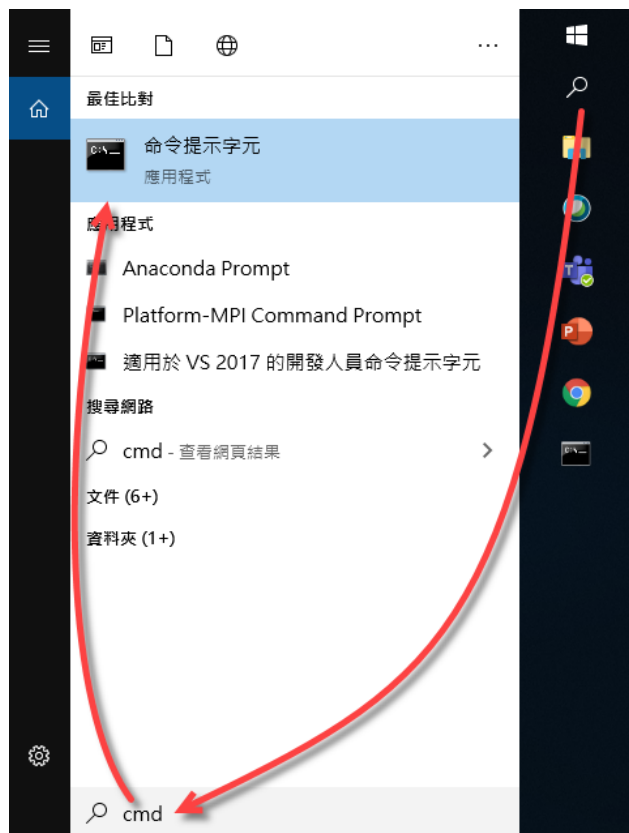 最佳比對
命令提示字元
應用程式
應用程式
Anaconda Prompt
Platform-MPI Command Prompt
適用於 VS 2017 的開發人員命令提示字元
搜尋網路
cmd - 查看網頁結果
文件 (6+)
資料夾 (1+)
cmd